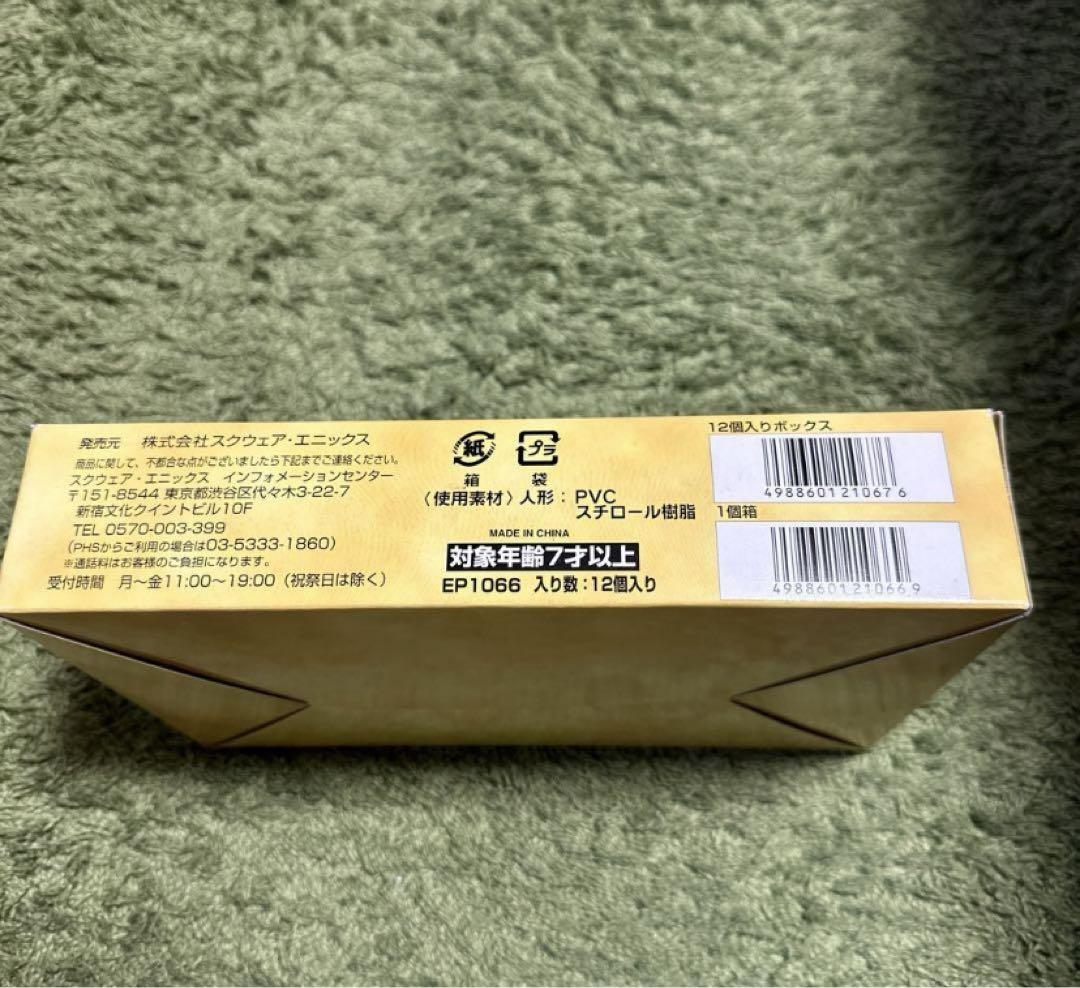 発売元 株式会社スクウェア・エニックス
商品に関して、不都合な点がございましたら下記までご連絡ください。
スクウェア・エニックス インフォメーションセンター
〒151-8544 東京都渋谷区代々木3-22-7
新宿文化クイントビル10F
TEL 0570-003-399
(PHSからご利用の場合は03-5333-1860)
※通話料はお客様のご負担になります。
受付時間 月〜金11:00〜19:00（祝祭日は除く）
紙 プラ
箱 袋
〈使用素材〉人形：PVC
スチロール樹脂
MADE IN CHINA
対象年齢7才以上
EP1066 入り数：12個入り
12個入りボックス
4988601210676
1個箱
4988601210669